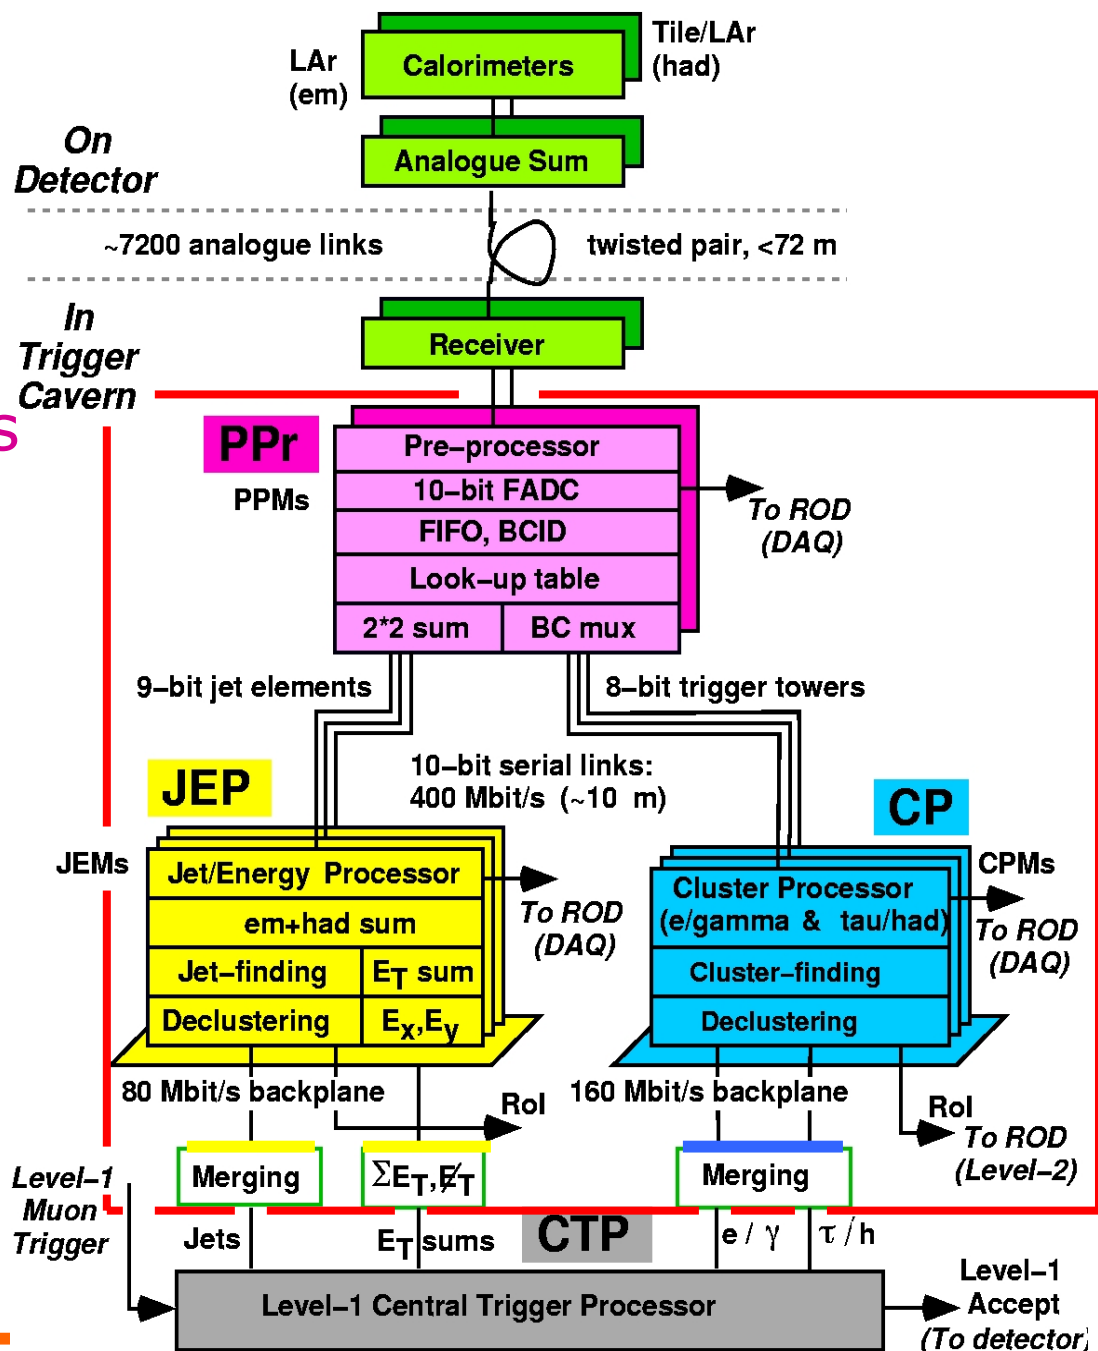 Tile/LAr
(had)
LAr
(em)
Calorimeters
Analogue Sum
On
Detector
~7200 analogue links
twisted pair, <72 m
In
Trigger
Cavern
Receiver
s
PPr
PPMs
Pre-processor
10-bit FADC
FIFO, BCID
Look-up table
2*2 sum
BC mux
To ROD
(DAQ)
9-bit jet elements
8-bit trigger towers
10-bit serial links:
400 Mbit/s (~10 m)
JEP
JEMs
Jet/Energy Processor
em+had sum
Jet-finding
ET sum
Declustering
Ex,Ey
To ROD
(DAQ)
CP
CPMs
Cluster Processor
(e/gamma & tau/had)
Cluster-finding
Declustering
To ROD
(DAQ)
80 Mbit/s backplane
RoI
160 Mbit/s backplane
RoI
To ROD
(Level-2)
Merging
ΣET,E̸T
Merging
Level-1
Muon
Trigger
Jets
ET sums
CTP
e / γ
τ / h
Level-1 Central Trigger Processor
Level-1
Accept
(To detector)